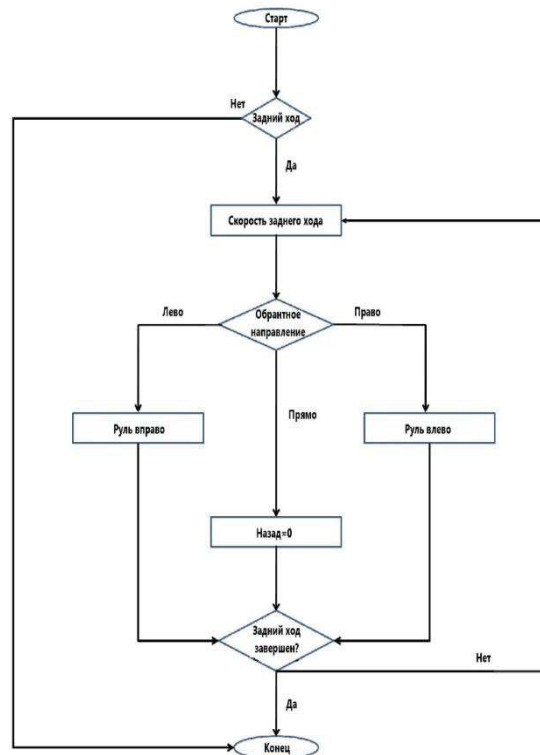 Старт
Нет
Задний ход
Да
Скорость заднего хода
Лево
Обрантное
направление
Право
Руль вправо
Прямо
Руль влево
Назад=0
Задний ход
завершен?
Нет
Да
Конец